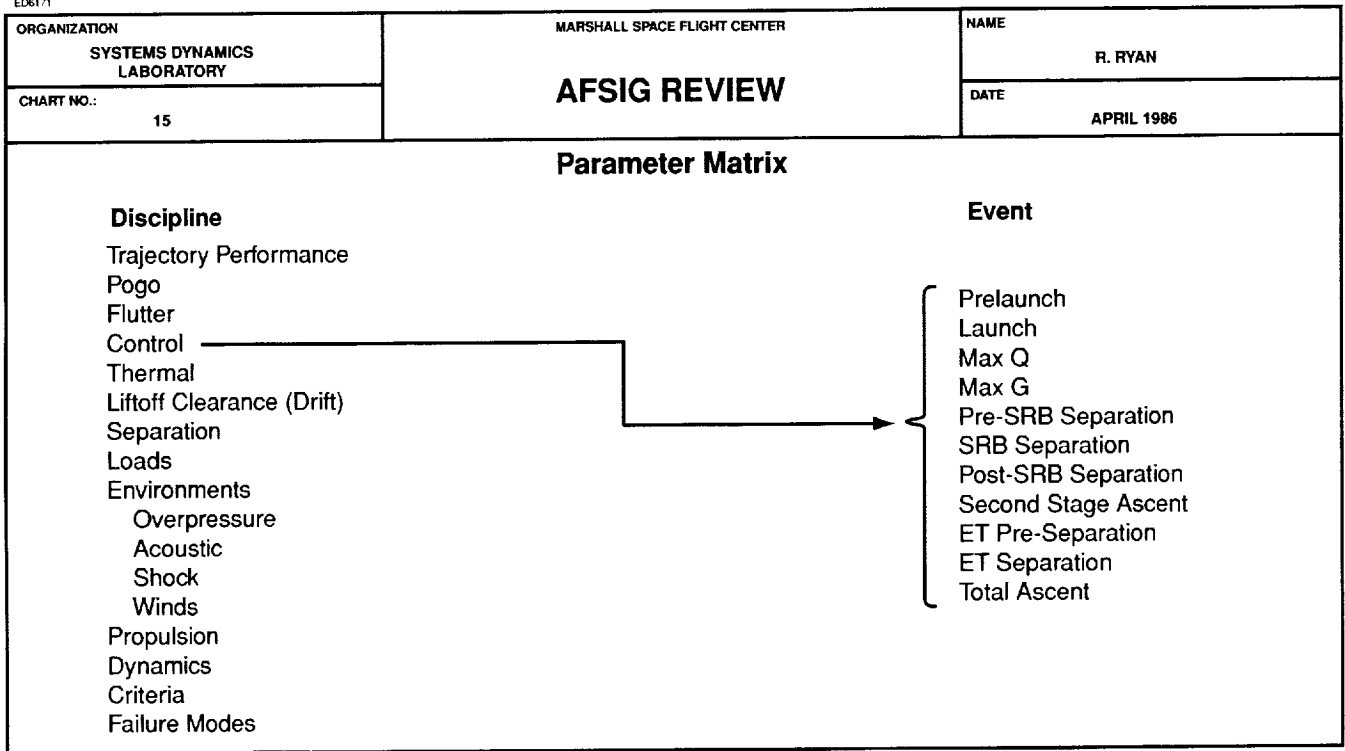 ED6171
ORGANIZATION
SYSTEMS DYNAMICS
LABORATORY
CHART NO.:
15
MARSHALL SPACE FLIGHT CENTER
AFSIG REVIEW
NAME
R. RYAN
DATE
APRIL 1986
Parameter Matrix
Discipline
Trajectory Performance
Pogo
Flutter
Control
Thermal
Liftoff Clearance (Drift)
Separation
Loads
Environments
Overpressure
Acoustic
Shock
Winds
Propulsion
Dynamics
Criteria
Failure Modes
Event
Prelaunch
Launch
Max Q
Max G
Pre-SRB Separation
SRB Separation
Post-SRB Separation
Second Stage Ascent
ET Pre-Separation
ET Separation
Total Ascent